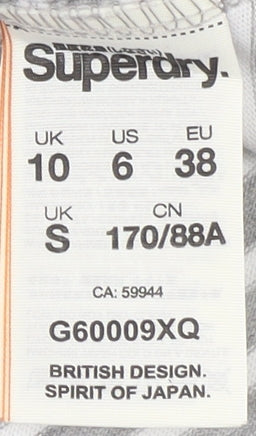 Superdry.
UK US EU
10 6 38
UK CN
S 170/88A
CA: 59944
G60009XQ
BRITISH DESIGN.
SPIRIT OF JAPAN.